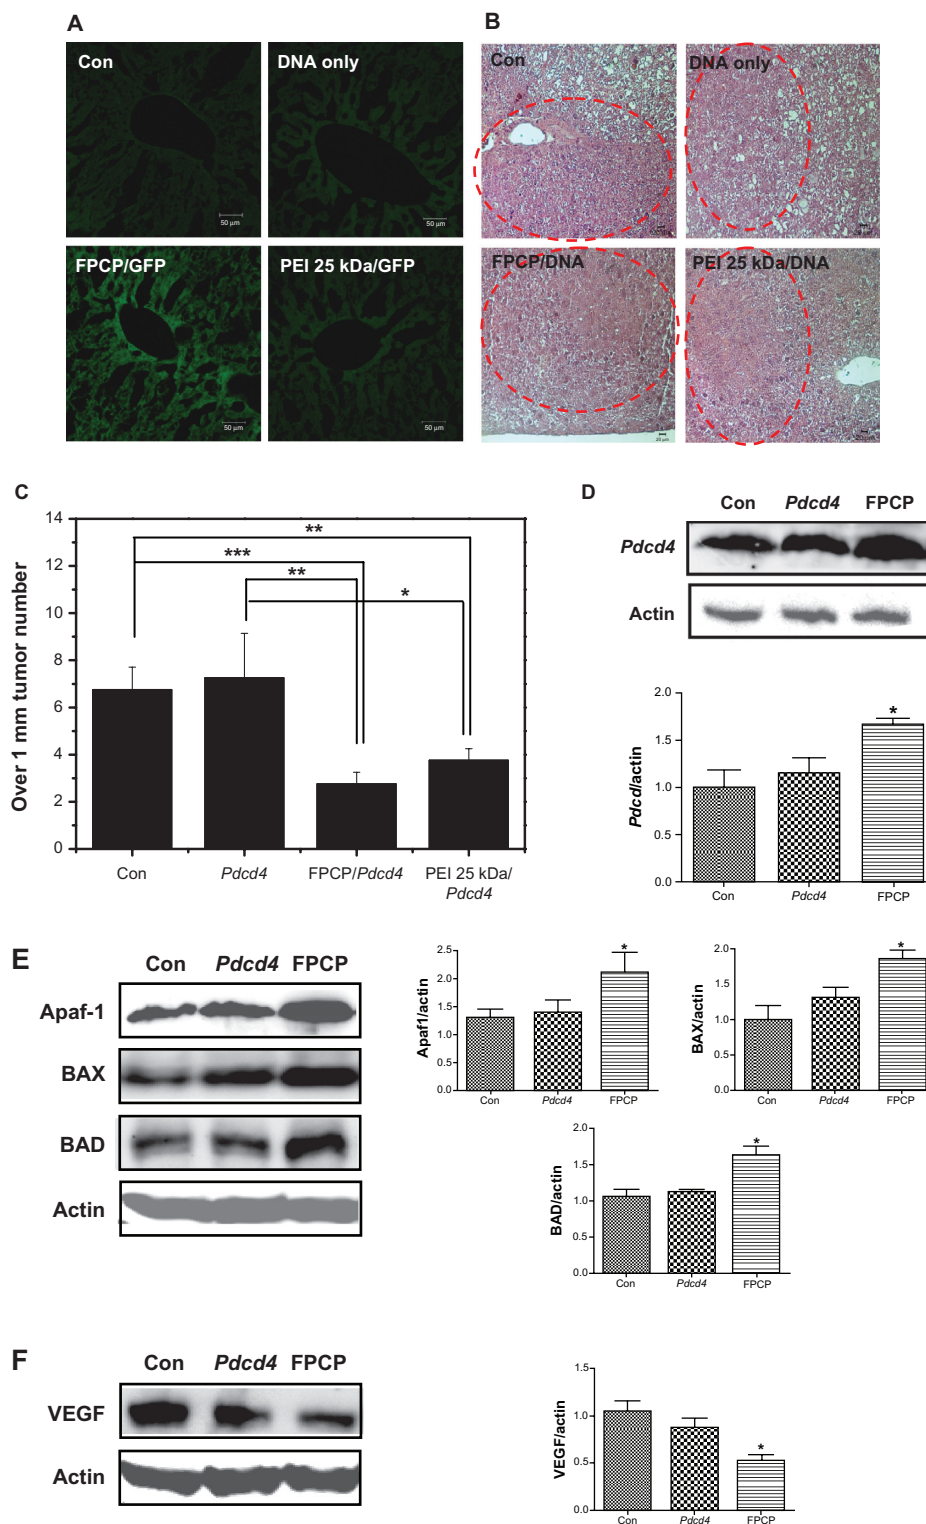 A
Con
DNA only
50 µm
50 µm
FPCP/GFP
PEI 25 kDa/GFP
50 µm
50 µm
B
Con
DNA only
FPCP/DNA
PEI 25 kDa/DNA
20 µm
20 µm
C
Over 1 mm tumor number
14
12
10
8
6
4
2
0
**
***
**
*
Con
Pdcd4
FPCP/Pdcd4
PEI 25 kDa/
Pdcd4
D
Con Pdcd4 FPCP
Pdcd4
Actin
Pdcd/actin
2.0
1.5
1.0
0.5
0.0
*
Con
Pdcd4
FPCP
E
Con Pdcd4 FPCP
Apaf-1
BAX
BAD
Actin
Apaf1/actin
2.5
2.0
1.5
1.0
0.5
0.0
*
Con
Pdcd4
FPCP
BAX/actin
2.0
1.5
1.0
0.5
0.0
*
Con
Pdcd4
FPCP
BAD/actin
2.0
1.5
1.0
0.5
0.0
*
Con
Pdcd4
FPCP
F
Con Pdcd4 FPCP
VEGF
Actin
VEGF/actin
1.5
1.0
0.5
0.0
*
Con
Pdcd4
FPCP